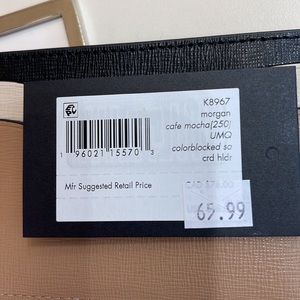 K8967
morgan
cafe mocha(250)
UMQ
colorblocked sa
crd hldr
1 96021 15570 3
Mfr Suggested Retail Price
65.99